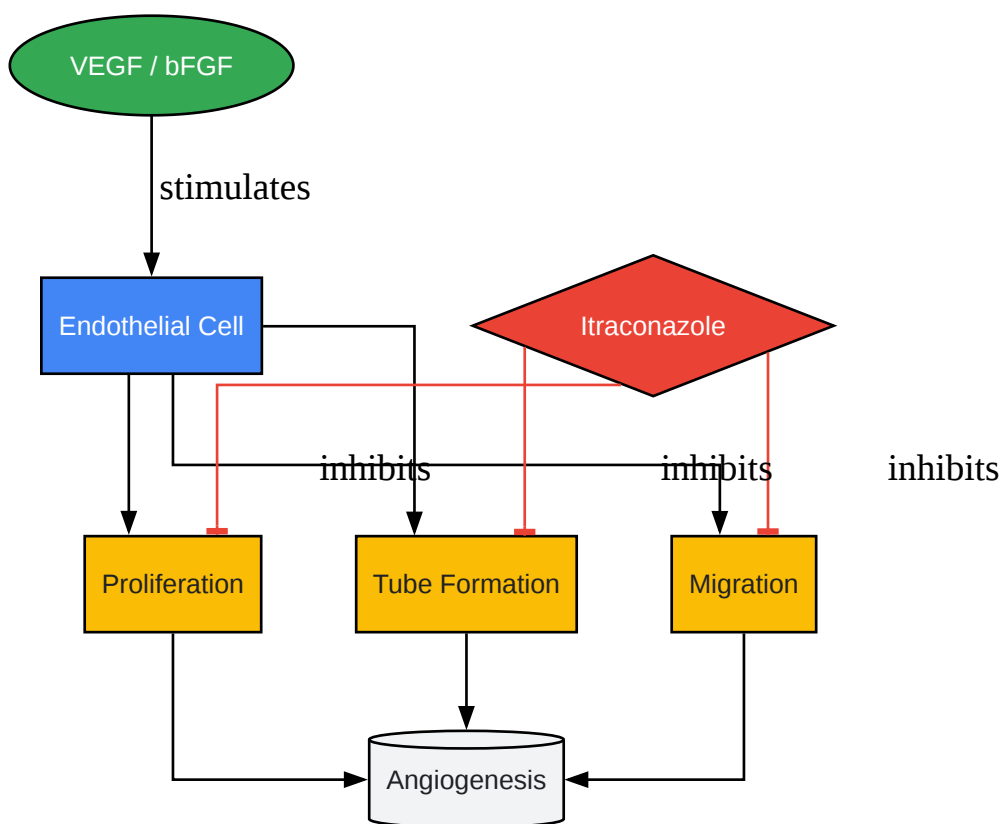 VEGF / bFGF
stimulates
Endothelial Cell
Itraconazole
inhibits
inhibits
inhibits
Proliferation
Tube Formation
Migration
Angiogenesis